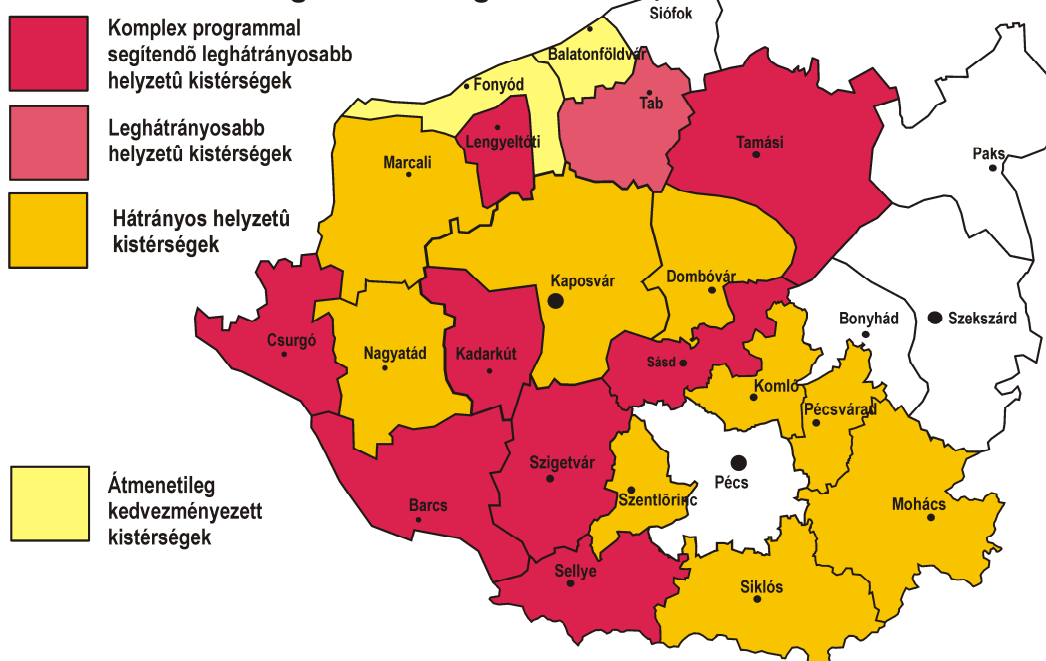 Siófok
Komplex programmal
segítendõ leghátrányosabb
helyzetû kistérségek
Balatonföldvár
Fonyód
Tab
Leghátrányosabb
helyzetû kistérségek
Lengyeltóti
Tamási
Marcali
Paks
Hátrányos helyzetû
kistérségek
Kaposvár
Dombóvár
Bonyhád
Szekszárd
Csurgó
Nagyatád
Kadarkút
Sásd
Komló
Pécsvárad
Szigetvár
Pécs
Átmenetileg
kedvezményezett
kistérségek
Szentlõrinc
Barcs
Mohács
Sellye
Siklós